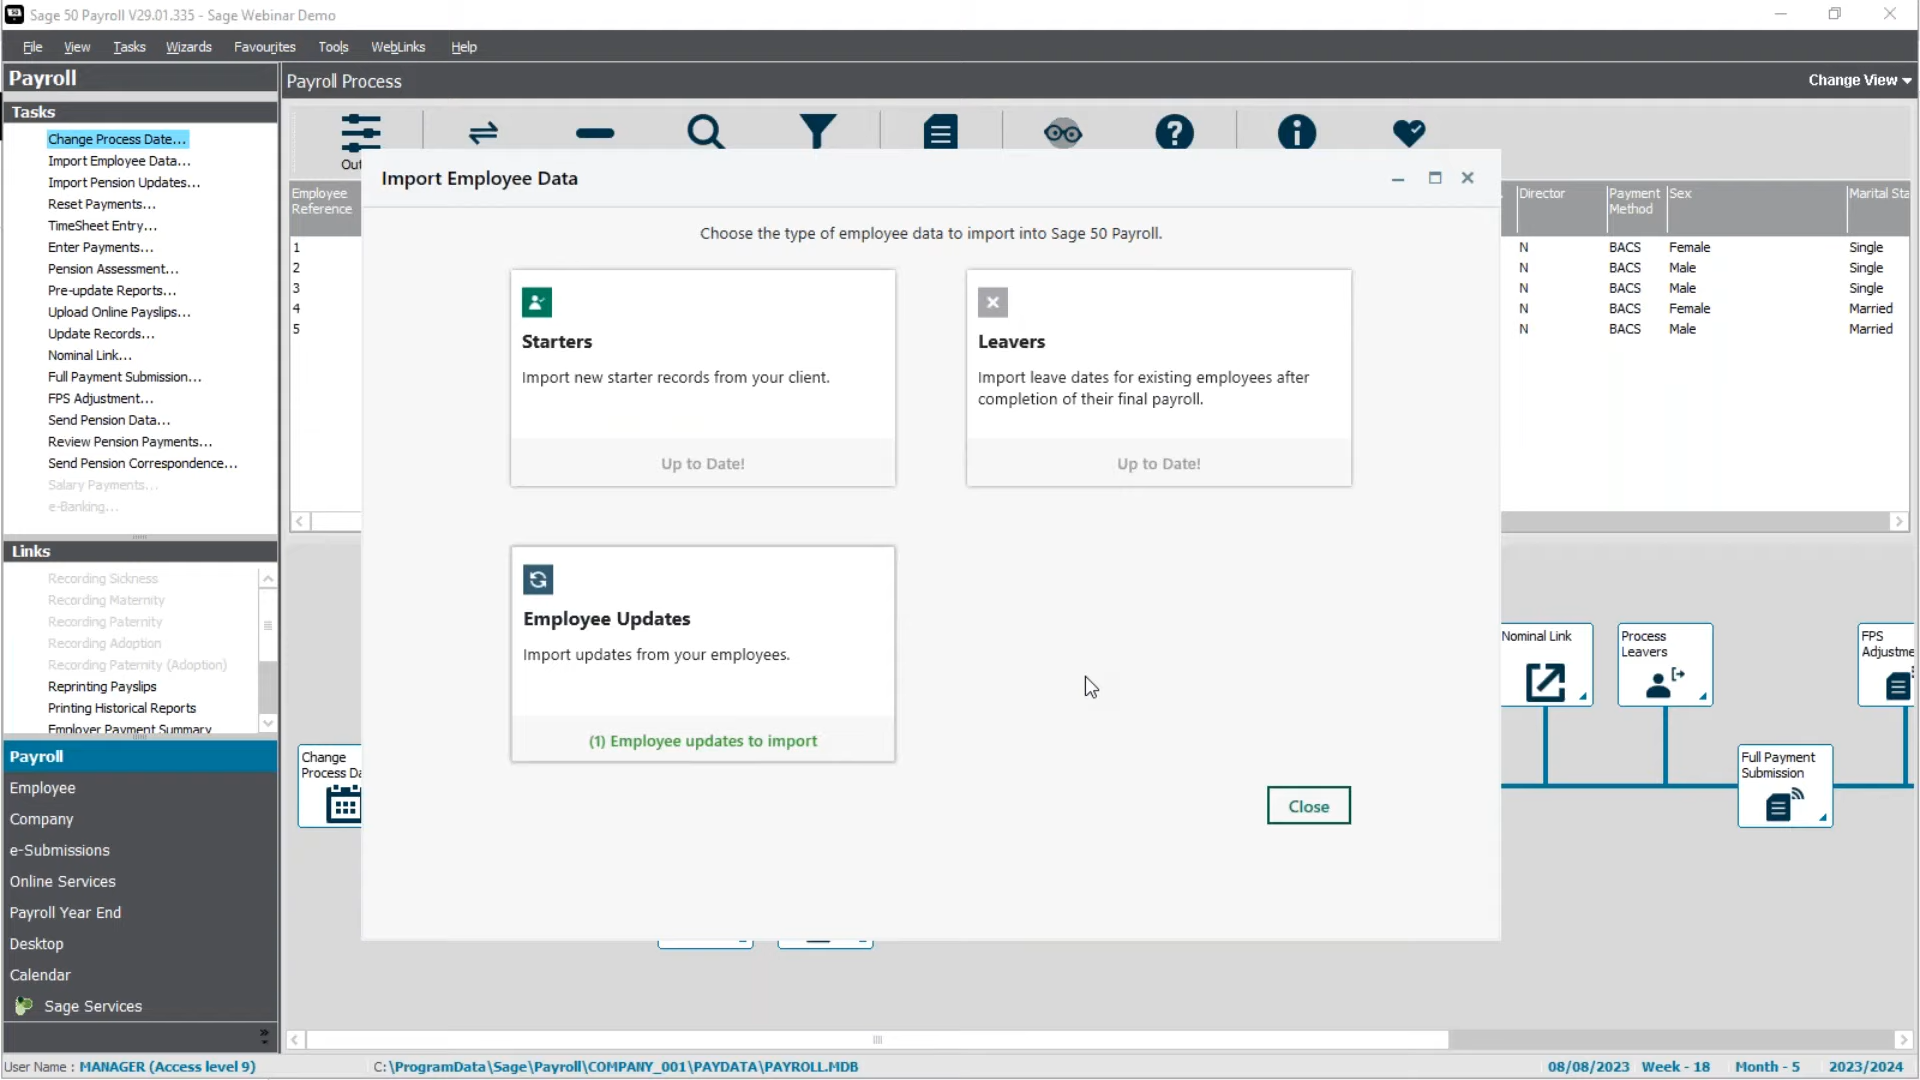 Sage 50 Payroll V29.01.335 - Sage Webinar Demo
File View Tasks Wizards Favourites Tools WebLinks Help
Payroll
Payroll Process
Change View
Tasks
Change Process Date...
Import Employee Data...
Import Pension Updates...
Reset Payments...
TimeSheet Entry...
Enter Payments...
Pension Assessment...
Pre-update Reports...
Upload Online Payslips...
Update Records...
Nominal Link...
Full Payment Submission...
FPS Adjustment...
Send Pension Data...
Review Pension Payments...
Send Pension Correspondence...
Salary Payments...
e-Banking...
Links
Recording Sickness
Recording Maternity
Recording Paternity
Recording Adoption
Recording Paternity (Adoption)
Reprinting Payslips
Printing Historical Reports
Employer Payment Summary
Payroll
Employee
Company
e-Submissions
Online Services
Payroll Year End
Desktop
Calendar
Sage Services
Out
Employee
Reference
Director
Payment
Method
Sex
Marital Sta
1 N BACS Female Single
2 N BACS Male Single
3 N BACS Male Single
4 N BACS Female Married
5 N BACS Male Married
Import Employee Data
Choose the type of employee data to import into Sage 50 Payroll.
Starters
Import new starter records from your client.
Up to Date!
Leavers
Import leave dates for existing employees after
completion of their final payroll.
Up to Date!
Employee Updates
Import updates from your employees.
(1) Employee updates to import
Close
Change
Process Da
Nominal Link
Process
Leavers
FPS
Adjustme
Full Payment
Submission
User Name : MANAGER (Access level 9)
C:\ProgramData\Sage\Payroll\COMPANY_001\PAYDATA\PAYROLL.MDB
08/08/2023 Week - 18 Month - 5 2023/2024